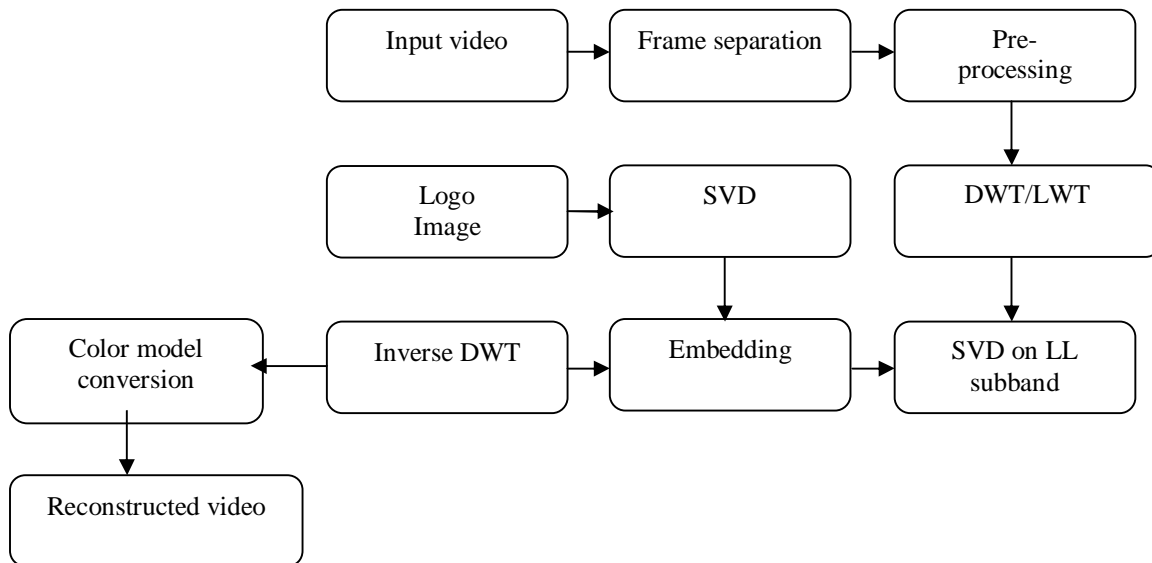 Input video
Frame separation
Pre-
processing
Logo
Image
SVD
DWT/LWT
Color model
conversion
Inverse DWT
Embedding
SVD on LL
subband
Reconstructed video